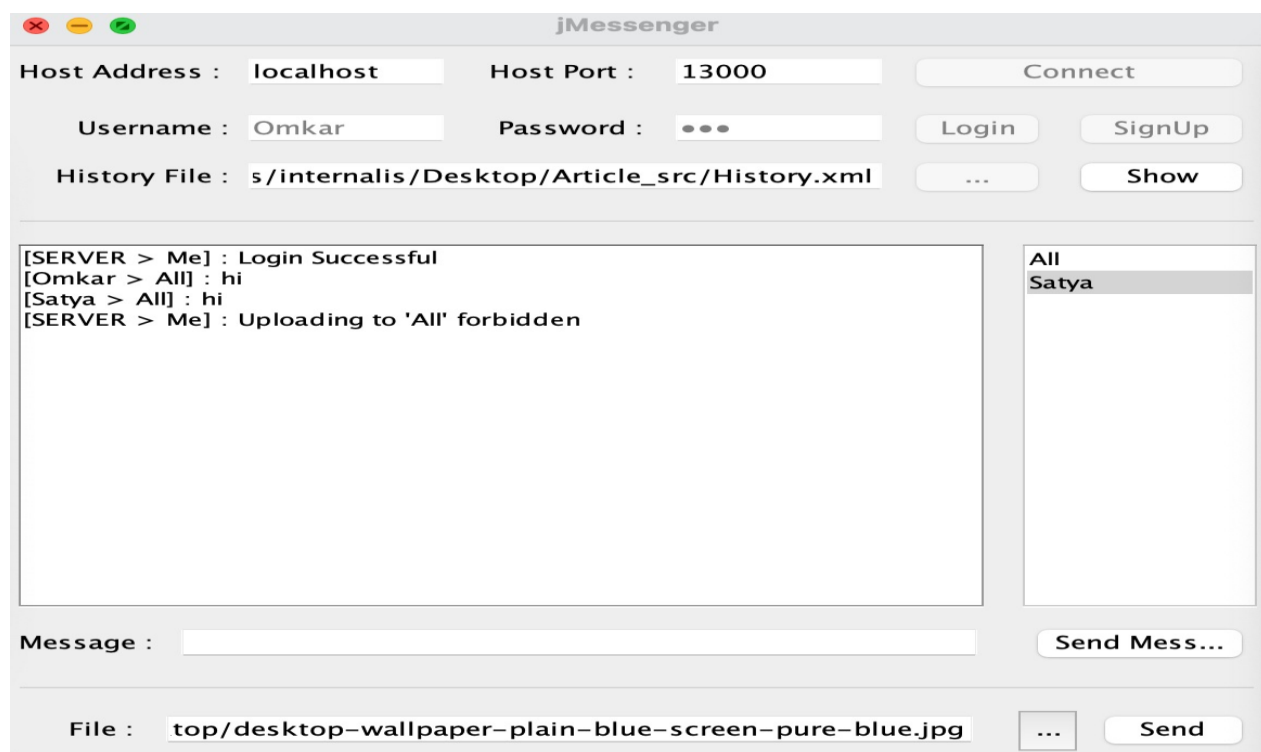 jMessenger
Host Address : localhost Host Port : 13000 Connect
Username : Omkar Password : ●●● Login SignUp
History File : s/internalis/Desktop/Article_src/History.xml ... Show
[SERVER > Me] : Login Successful
[Omkar > All] : hi
[Satya > All] : hi
[SERVER > Me] : Uploading to 'All' forbidden
All
Satya
Message : Send Mess...
File : top/desktop-wallpaper-plain-blue-screen-pure-blue.jpg ... Send